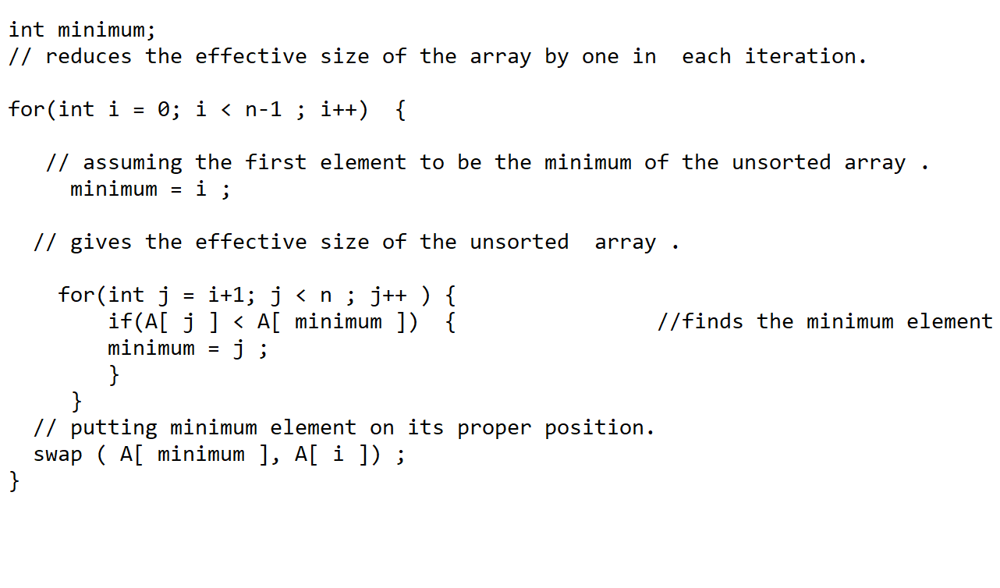 int minimum;
// reduces the effective size of the array by one in  each iteration.
for(int i = 0; i < n-1 ; i++)  {
// assuming the first element to be the minimum of the unsorted array .
minimum = i ;
// gives the effective size of the unsorted  array .
for(int j = i+1; j < n ; j++ ) {
if(A[ j ] < A[ minimum ])  {                //finds the minimum element
minimum = j ;
}
}
// putting minimum element on its proper position.
swap ( A[ minimum ], A[ i ]) ;
}